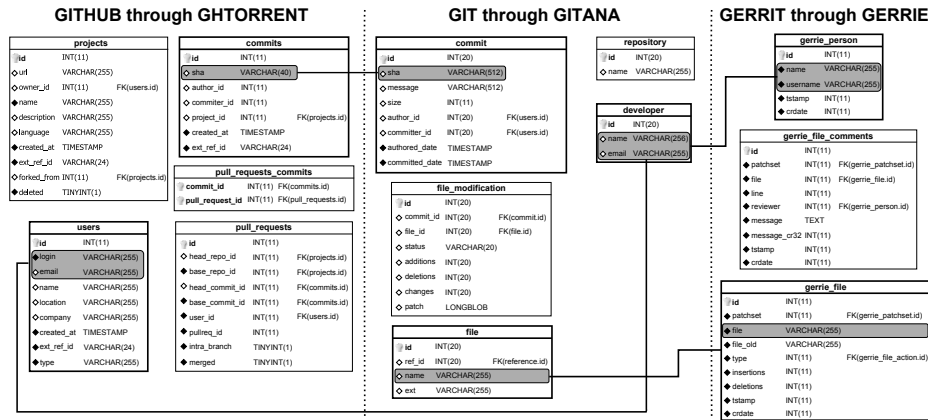 GITHUB through GHTORRENT
projects
id INT(11)
url VARCHAR(255)
owner_id INT(11) FK(users.id)
name VARCHAR(255)
description VARCHAR(255)
language VARCHAR(255)
created_at TIMESTAMP
ext_ref_id VARCHAR(24)
forked_from INT(11) FK(projects.id)
deleted TINYINT(1)
commits
id INT(11)
sha VARCHAR(40)
author_id INT(11)
commiter_id INT(11)
project_id INT(11) FK(projects.id)
created_at TIMESTAMP
ext_ref_id VARCHAR(24)
pull_requests_commits
commit_id INT(11) FK(commits.id)
pull_request_id INT(11) FK(pull_requests.id)
users
id INT(11)
login VARCHAR(255)
email VARCHAR(255)
name VARCHAR(255)
location VARCHAR(255)
company VARCHAR(255)
created_at TIMESTAMP
ext_ref_id VARCHAR(24)
type VARCHAR(255)
pull_requests
id INT(11)
head_repo_id INT(11) FK(projects.id)
base_repo_id INT(11) FK(projects.id)
head_commit_id INT(11) FK(commits.id)
base_commit_id INT(11) FK(commits.id)
user_id INT(11) FK(users.id)
pullreq_id INT(11)
intra_branch TINYINT(1)
merged TINYINT(1)
GIT through GITANA
commit
id INT(20)
sha VARCHAR(512)
message VARCHAR(512)
size INT(11)
author_id INT(20) FK(users.id)
committer_id INT(20) FK(users.id)
authored_date TIMESTAMP
committed_date TIMESTAMP
repository
id INT(20)
name VARCHAR(255)
developer
id INT(20)
name VARCHAR(256)
email VARCHAR(255)
file_modification
id INT(20)
commit_id INT(20) FK(commit.id)
file_id INT(20) FK(file.id)
status VARCHAR(20)
additions INT(20)
deletions INT(20)
changes INT(20)
patch LONGBLOB
file
id INT(20)
ref_id INT(20) FK(reference.id)
name VARCHAR(255)
ext VARCHAR(255)
GERRIT through GERRIE
gerrie_person
id INT(11)
name VARCHAR(255)
username VARCHAR(255)
tstamp INT(11)
crdate INT(11)
gerrie_file_comments
id INT(11)
patchset INT(11) FK(gerrie_patchset.id)
file INT(11) FK(gerrie_file.id)
line INT(11)
reviewer INT(11) FK(gerrie_person.id)
message TEXT
message_cr32 INT(11)
tstamp INT(11)
crdate INT(11)
gerrie_file
id INT(11)
patchset INT(11) FK(gerrie_patchset.id)
file VARCHAR(255)
file_old VARCHAR(255)
type INT(11) FK(gerrie_file_action.id)
insertions INT(11)
deletions INT(11)
tstamp INT(11)
crdate INT(11)